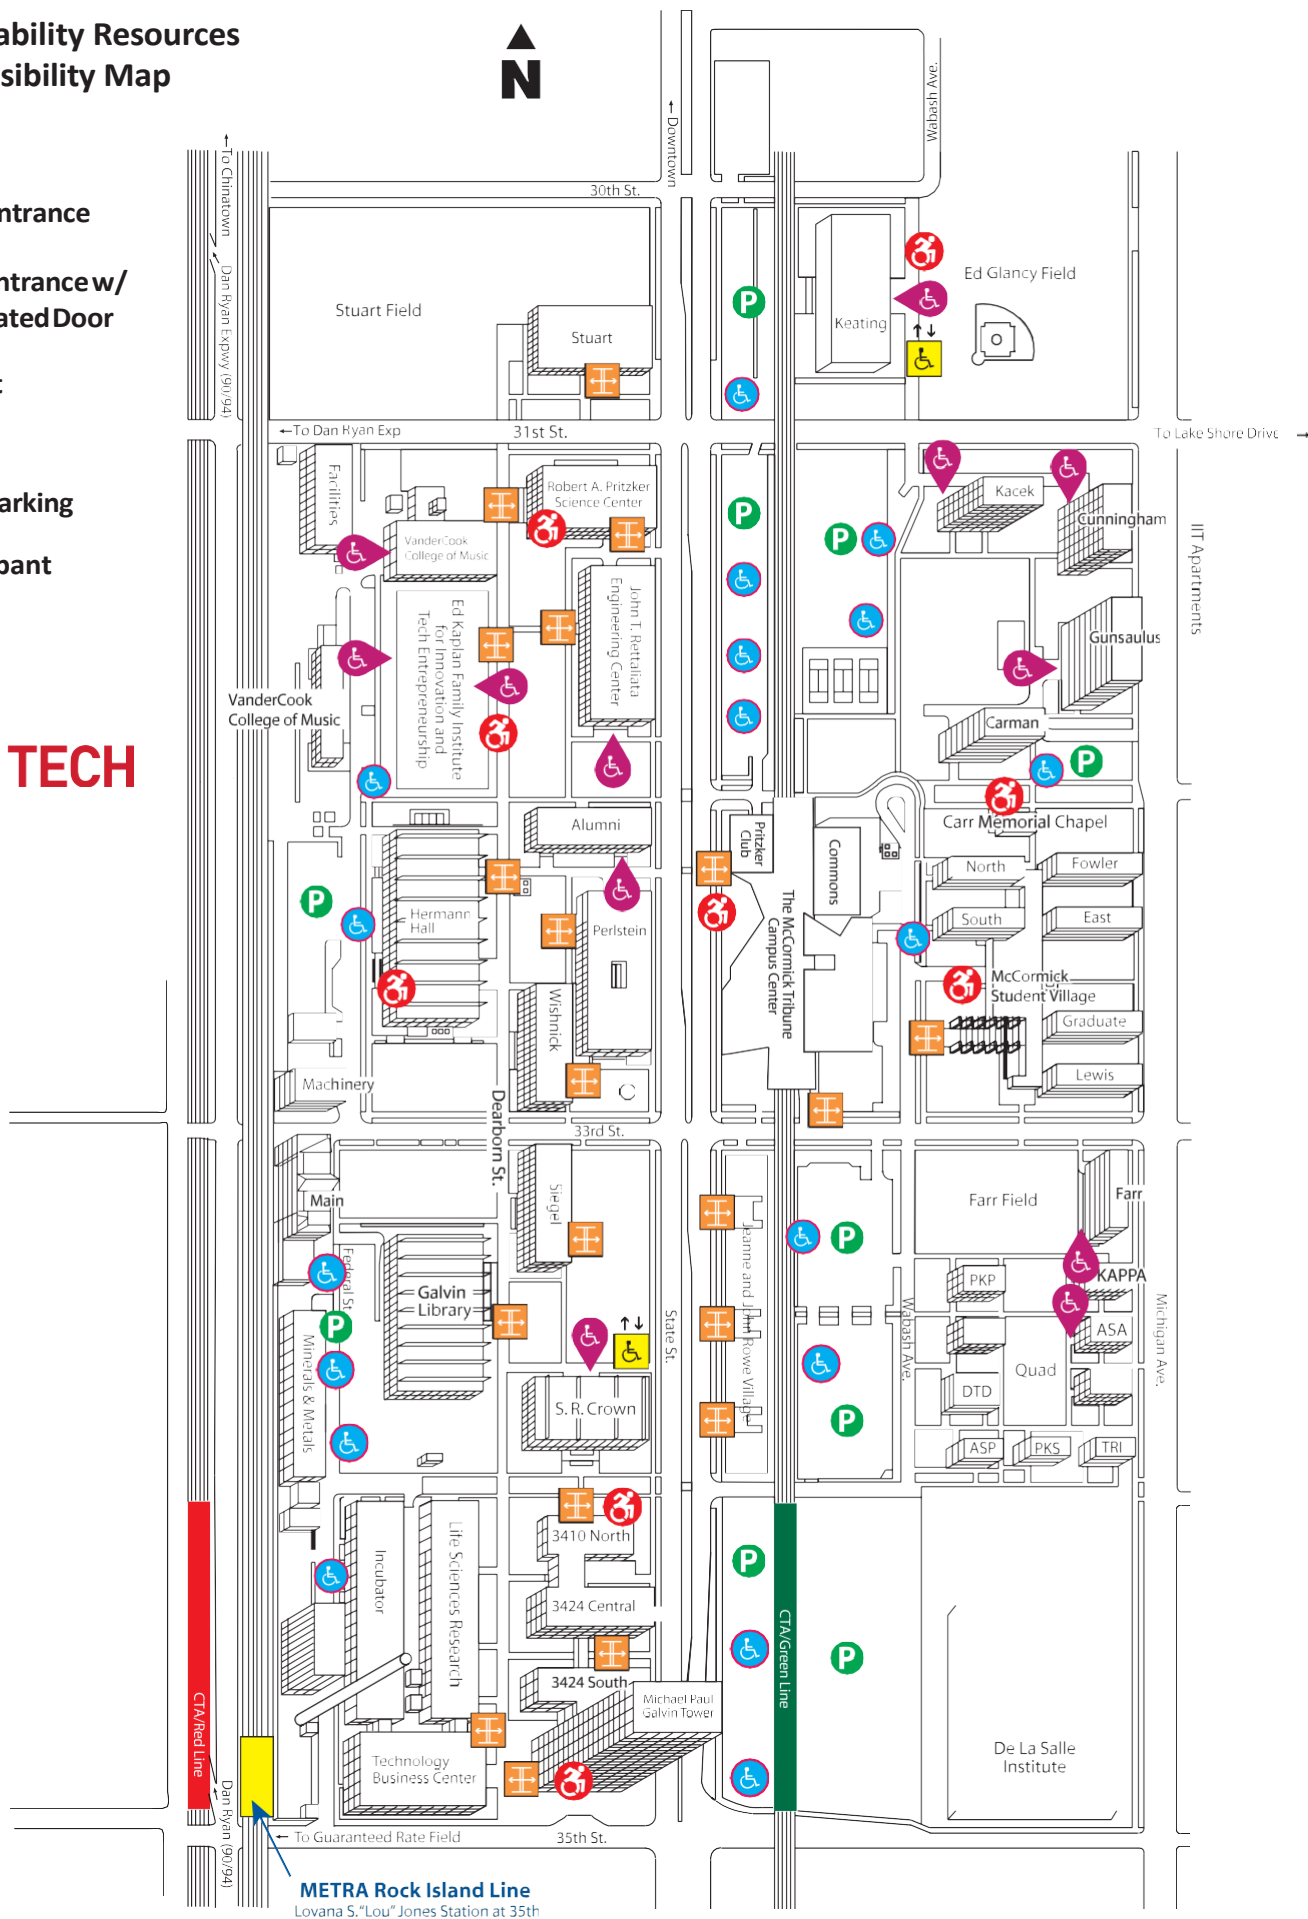 ability Resources
sibility Map
N
ntrance
ntrance w/
ated Door
t
arking
pant
TECH
←To Chinatown
Dan Ryan Expwy (90/94)
← Downtown
Wabash Ave.
30th St.
Stuart Field
Stuart
P
Keating
Ed Glancy Field
←To Dan Ryan Exp
31st St.
To Lake Shore Drive →
Facilities
Robert A. Pritzker
Science Center
VanderCook
College of Music
P
P
Kacek
Cunningham
IIT Apartments
Ed Kaplan Family Institute
for Innovation and
Tech Entrepreneurship
John T. Rettaliata
Engineering Center
Gunsaulus
VanderCook
College of Music
Carman
P
Carr Memorial Chapel
Alumni
Pritzker
Club
Commons
North
Fowler
P
Hermann
Hall
Perlstein
The McCormick Tribune
Campus Center
South
East
McCormick
Student Village
Wishnick
Graduate
Machinery
Lewis
Dearborn St.
33rd St.
Main
Siegel
Farr Field
Farr
Jeanne and John Rowe Village
P
Federal St.
Galvin
Library
PKP
KAPPA
P
Minerals & Metals
State St.
Wabash Ave.
Michigan Ave.
ASA
Quad
DTD
S. R. Crown
P
ASP
PKS
TRI
3410 North
Incubator
Life Sciences Research
P
3424 Central
CTA/Green Line
P
3424 South
Michael Paul
Galvin Tower
CTA/Red Line
Technology
Business Center
De La Salle
Institute
Dan Ryan (90/94)
← To Guaranteed Rate Field
35th St.
METRA Rock Island Line
Lovana S."Lou" Jones Station at 35th